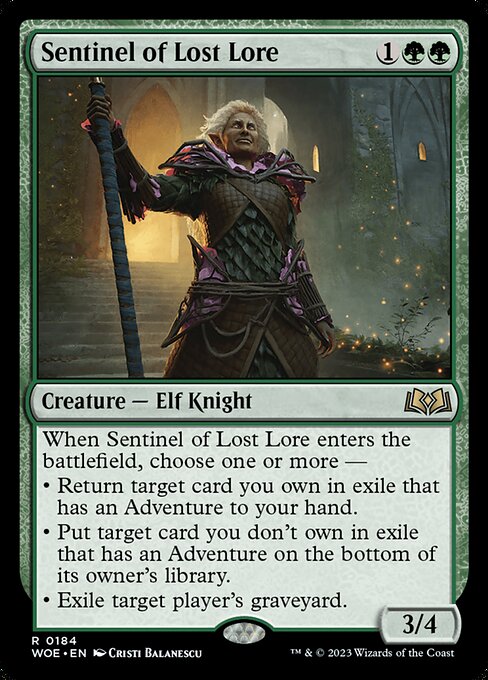 Sentinel of Lost Lore 1
Creature — Elf Knight
When Sentinel of Lost Lore enters the
battlefield, choose one or more —
• Return target card you own in exile that
has an Adventure to your hand.
• Put target card you don't own in exile
that has an Adventure on the bottom of
its owner's library.
• Exile target player's graveyard.
3/4
R 0184
WOE • EN Cristi Balanescu
™ & © 2023 Wizards of the Coast